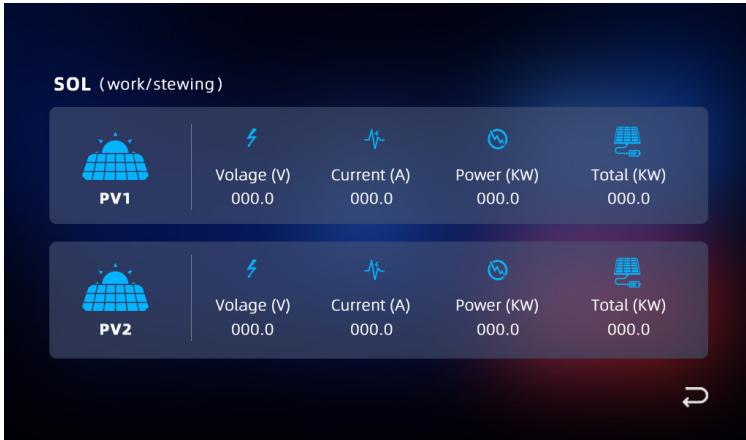 SOL (work/stewing)
Volage (V) Current (A) Power (KW) Total (KW)
PV1 000.0 000.0 000.0 000.0
Volage (V) Current (A) Power (KW) Total (KW)
PV2 000.0 000.0 000.0 000.0